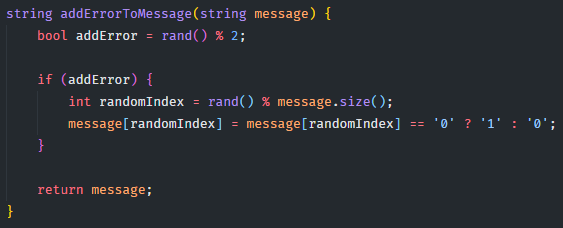 string addErrorToMessage(string message) {
    bool addError = rand() % 2;

    if (addError) {
        int randomIndex = rand() % message.size();
        message[randomIndex] = message[randomIndex] == '0' ? '1' : '0';
    }

    return message;
}